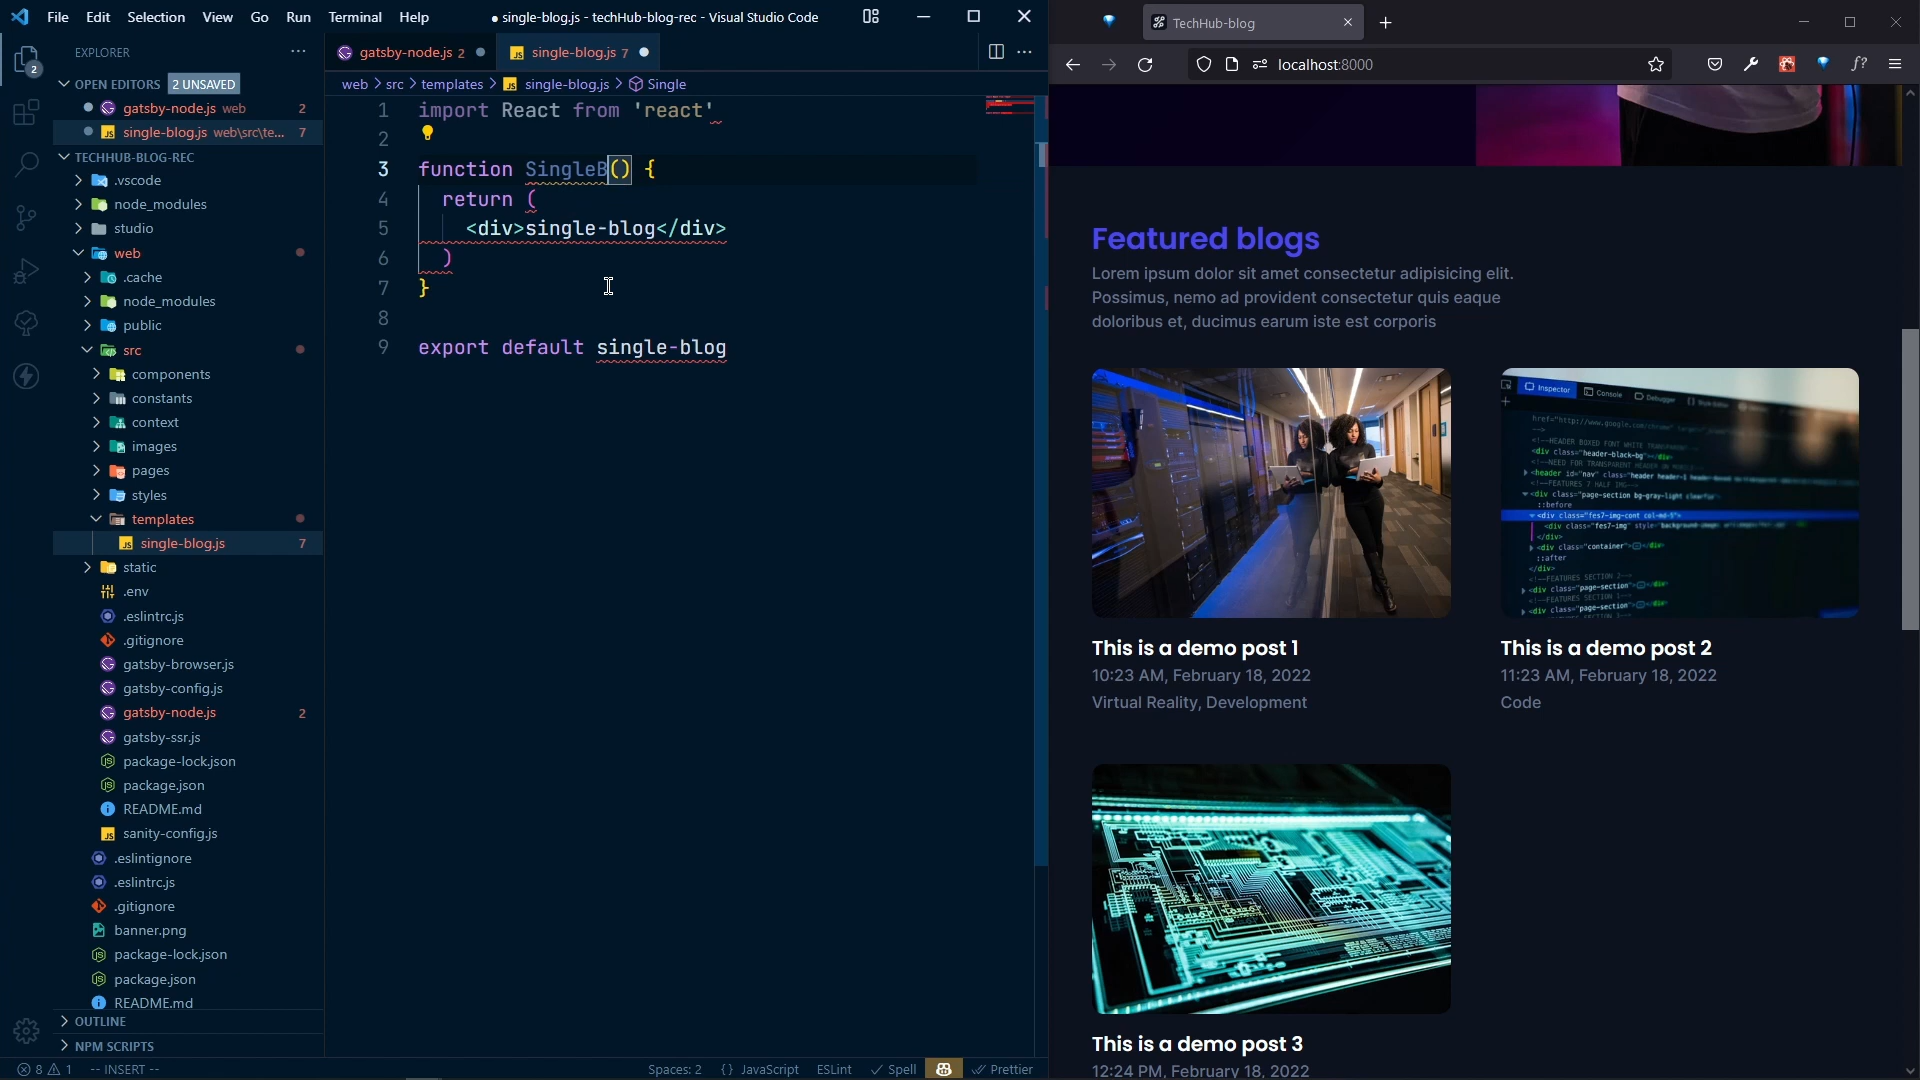 File Edit Selection View Go Run Terminal Help
● single-blog.js - techHub-blog-rec - Visual Studio Code
EXPLORER
OPEN EDITORS 2 UNSAVED
gatsby-node.js web 2
single-blog.js web\src\te... 7
TECHHUB-BLOG-REC
.vscode
node_modules
studio
web
.cache
node_modules
public
src
components
constants
context
images
pages
styles
templates
single-blog.js 7
static
.env
.eslintrc.js
.gitignore
gatsby-browser.js
gatsby-config.js
gatsby-node.js 2
gatsby-ssr.js
package-lock.json
package.json
README.md
sanity-config.js
.eslintignore
.eslintrc.js
.gitignore
banner.png
package-lock.json
package.json
README.md
OUTLINE
NPM SCRIPTS
2
gatsby-node.js 2
single-blog.js 7
web > src > templates > single-blog.js > Single
1 import React from 'react'
2
3 function SingleB() {
4 return (
5 <div>single-blog</div>
6 )
7 }
8
9 export default single-blog
8 1 -- INSERT --
Spaces: 2 {} JavaScript ESLint Spell Prettier
TechHub-blog
localhost:8000
Featured blogs
Lorem ipsum dolor sit amet consectetur adipisicing elit.
Possimus, nemo ad provident consectetur quis eaque
doloribus et, ducimus earum iste est corporis
Inspector Console Debugger
This is a demo post 1
10:23 AM, February 18, 2022
Virtual Reality, Development
This is a demo post 2
11:23 AM, February 18, 2022
Code
This is a demo post 3
12:24 PM, February 18, 2022